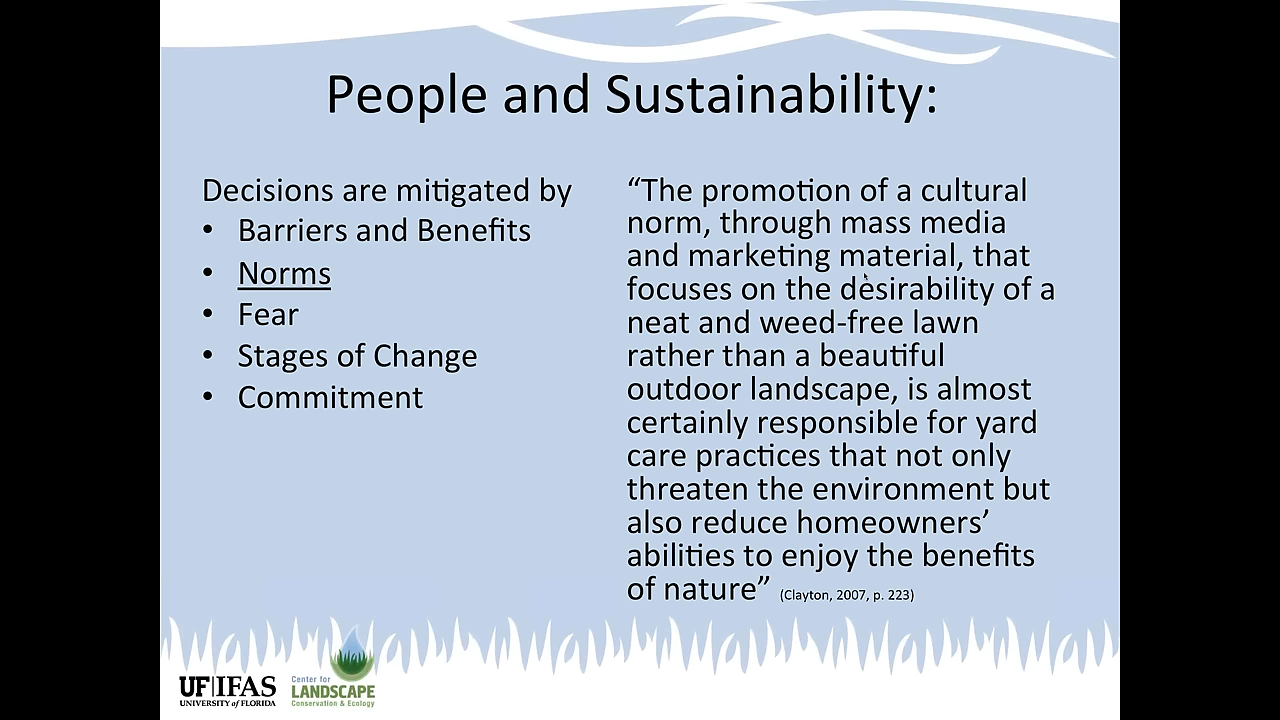 People and Sustainability:
Decisions are mitigated by
• Barriers and Benefits
• Norms
• Fear
• Stages of Change
• Commitment
“The promotion of a cultural
norm, through mass media
and marketing material, that
focuses on the desirability of a
neat and weed-free lawn
rather than a beautiful
outdoor landscape, is almost
certainly responsible for yard
care practices that not only
threaten the environment but
also reduce homeowners’
abilities to enjoy the benefits
of nature” (Clayton, 2007, p. 223)
UF|IFAS
UNIVERSITY of FLORIDA
Center for
LANDSCAPE
Conservation & Ecology